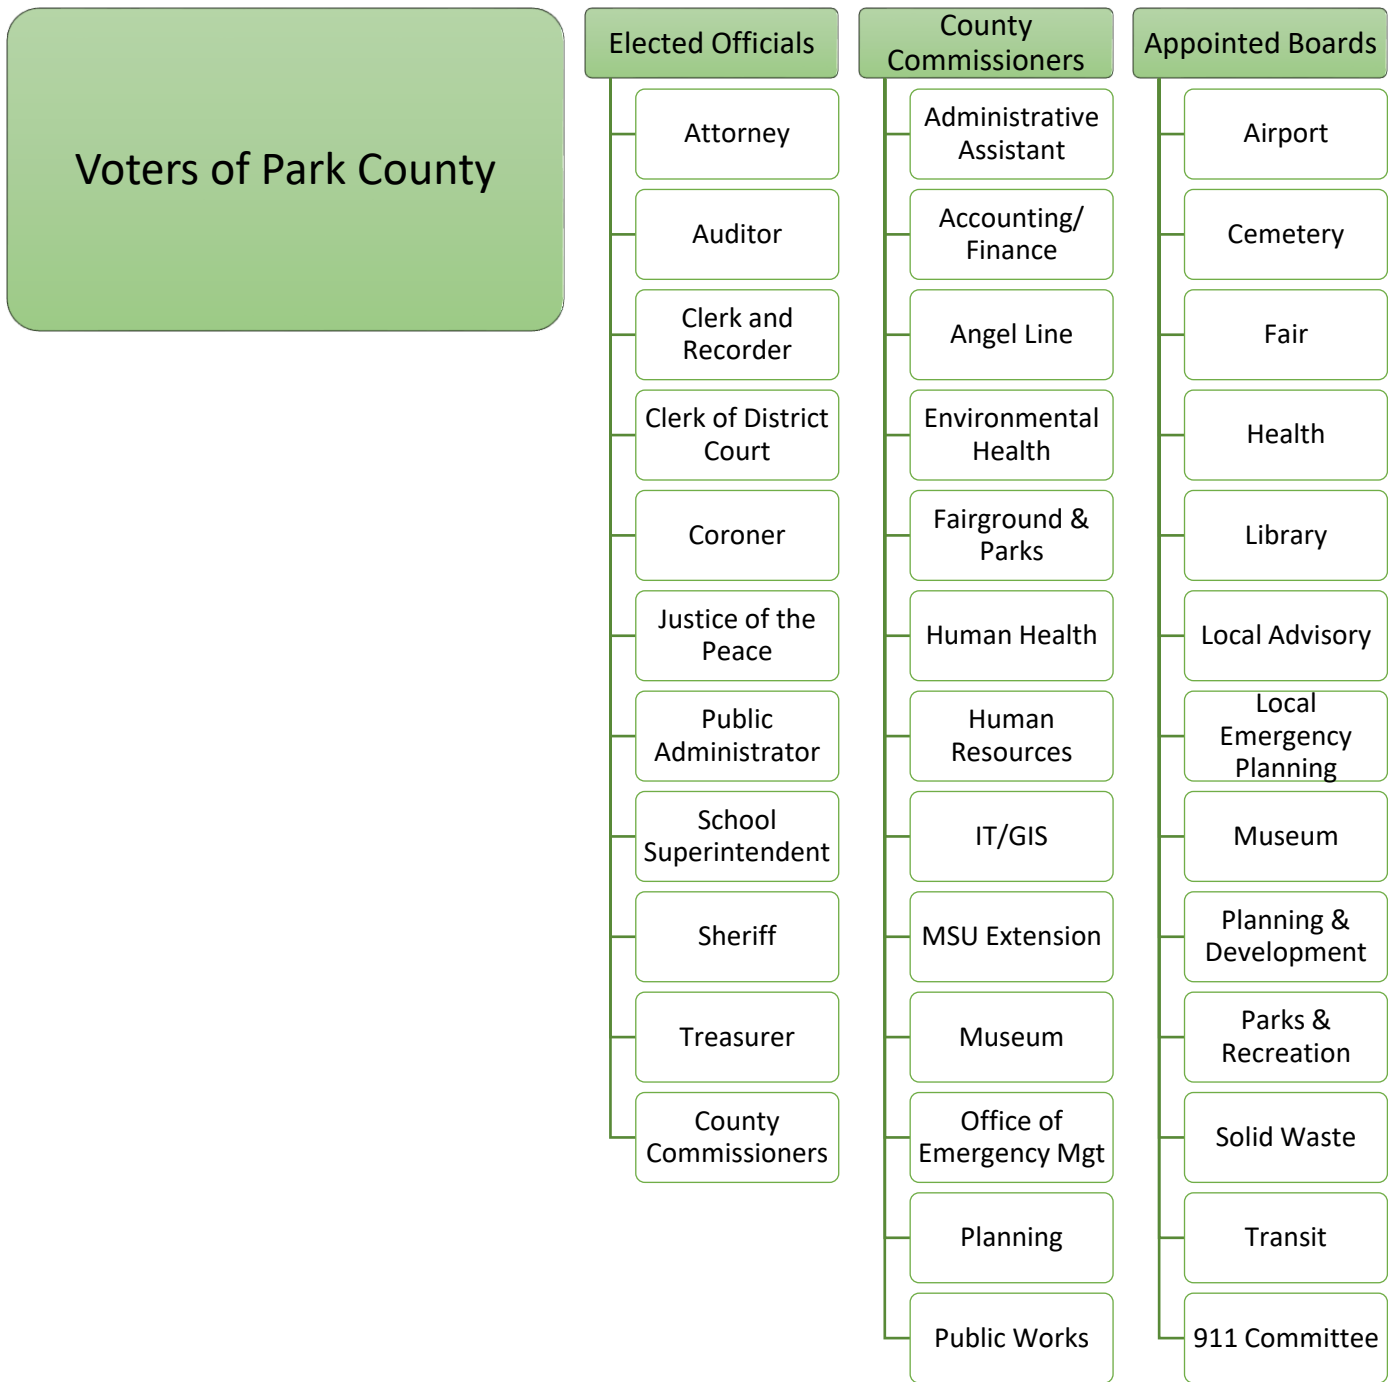 Voters of Park County
Elected Officials
Attorney
Auditor
Clerk and
Recorder
Clerk of District
Court
Coroner
Justice of the
Peace
Public
Administrator
School
Superintendent
Sheriff
Treasurer
County
Commissioners
County
Commissioners
Administrative
Assistant
Accounting/
Finance
Angel Line
Environmental
Health
Fairground &
Parks
Human Health
Human
Resources
IT/GIS
MSU Extension
Museum
Office of
Emergency Mgt
Planning
Public Works
Appointed Boards
Airport
Cemetery
Fair
Health
Library
Local Advisory
Local
Emergency
Planning
Museum
Planning &
Development
Parks &
Recreation
Solid Waste
Transit
911 Committee